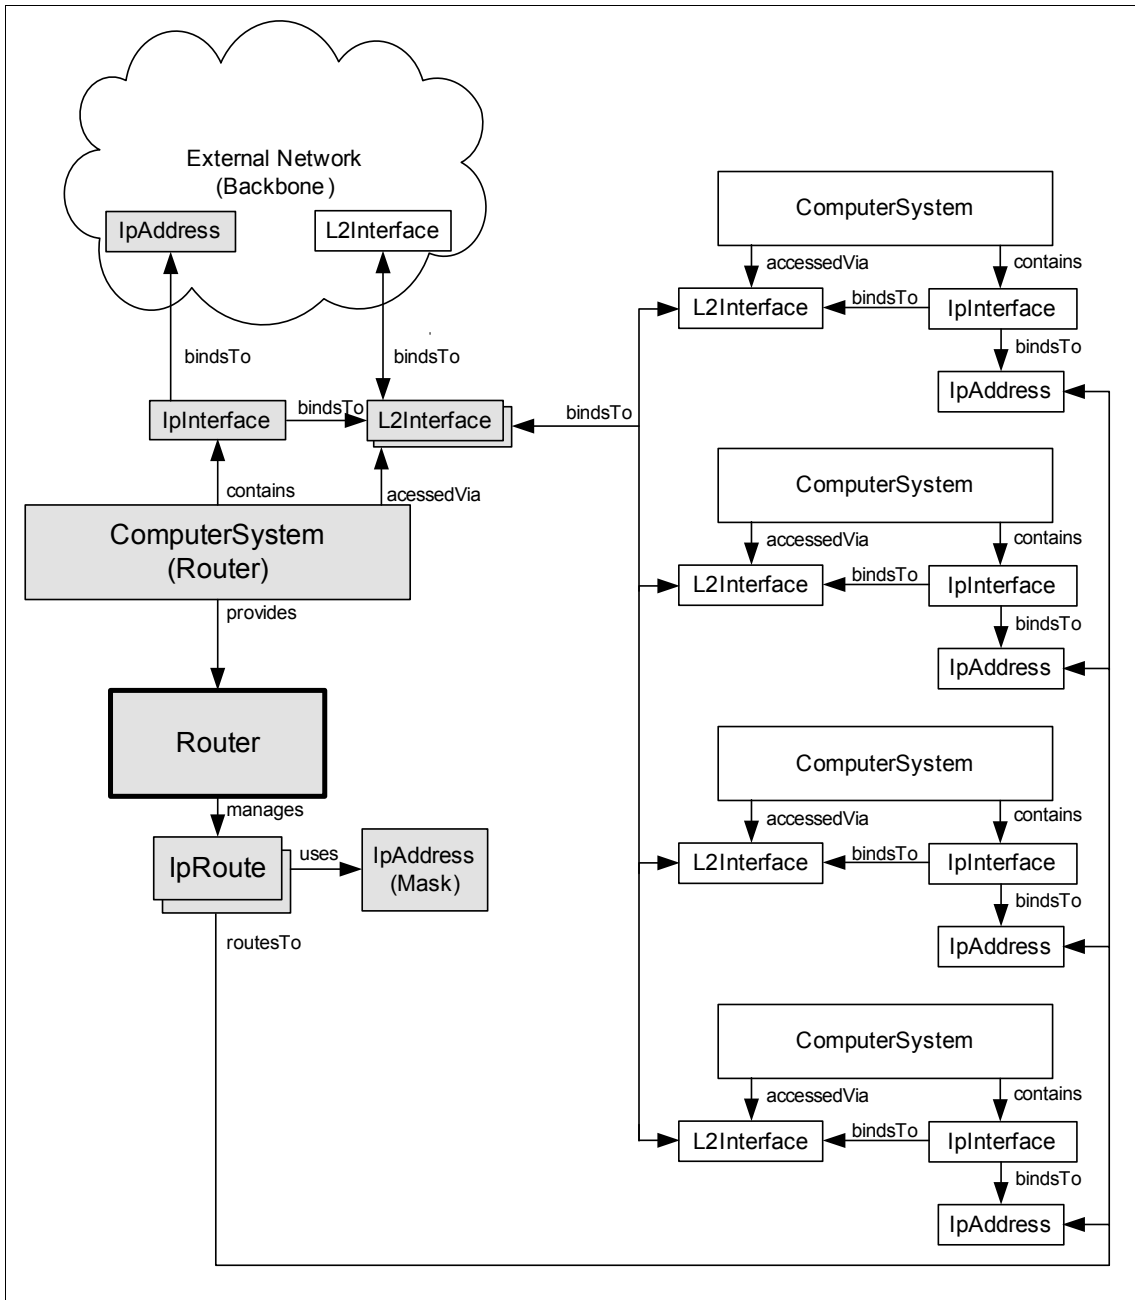 External Network
(Backbone)
IpAddress
L2Interface
bindsTo
bindsTo
IpInterface
bindsTo
L2Interface
bindsTo
contains
acessedVia
ComputerSystem
(Router)
provides
Router
manages
IpRoute
uses
IpAddress
(Mask)
routesTo
ComputerSystem
accessedVia
contains
L2Interface
bindsTo
IpInterface
bindsTo
IpAddress
ComputerSystem
accessedVia
contains
L2Interface
bindsTo
IpInterface
bindsTo
IpAddress
ComputerSystem
accessedVia
contains
L2Interface
bindsTo
IpInterface
bindsTo
IpAddress
ComputerSystem
accessedVia
contains
L2Interface
bindsTo
IpInterface
bindsTo
IpAddress